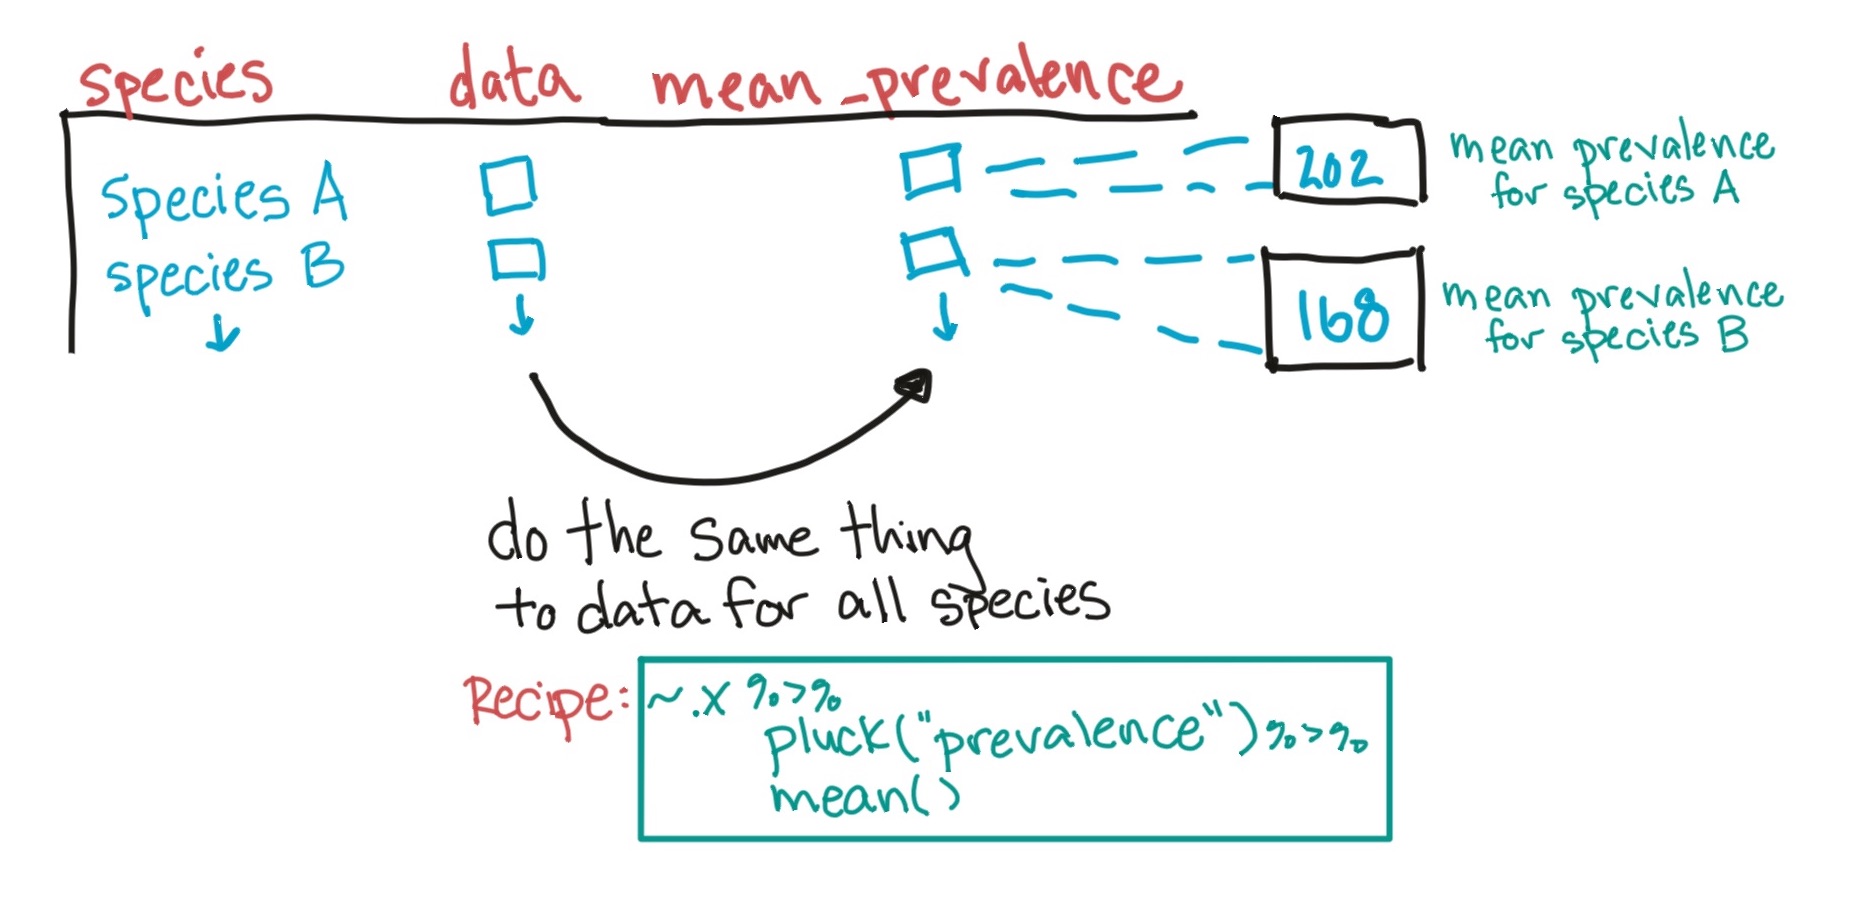 species data mean_prevalence
species A
species B
202
mean prevalence
for species A
168
mean prevalence
for species B
do the same thing
to data for all species
Recipe:
~.x %>%
pluck("prevalence") %>%
mean()